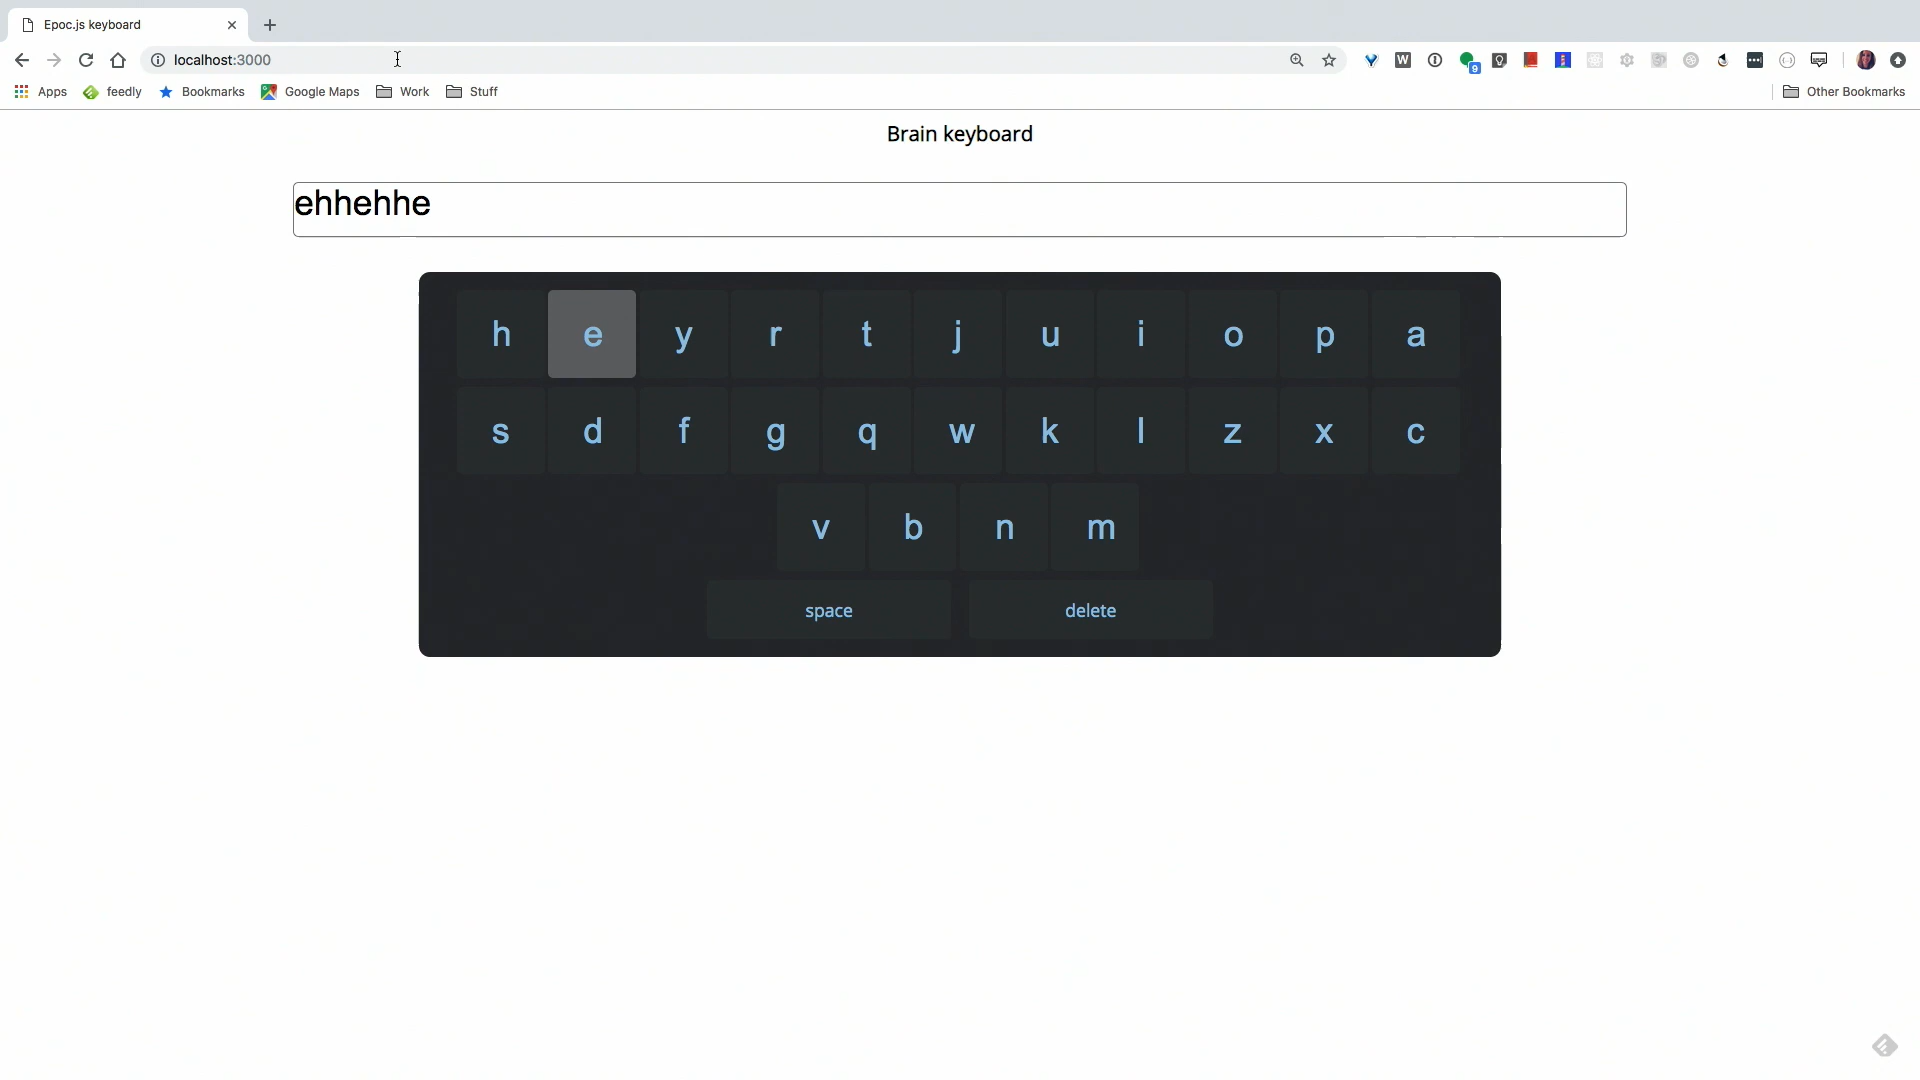 Epoc.js keyboard
localhost:3000
W
9
Apps feedly Bookmarks Google Maps Work Stuff Other Bookmarks
Brain keyboard
ehhehhe
h e y r t j u i o p a
s d f g q w k l z x c
v b n m
space delete